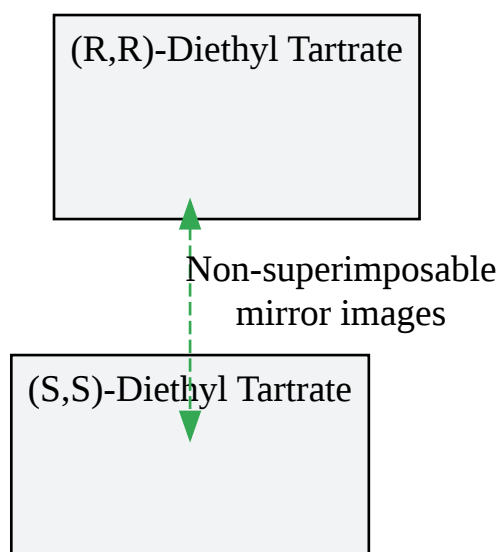 (R,R)-Diethyl Tartrate
Non-superimposable
mirror images
(S,S)-Diethyl Tartrate